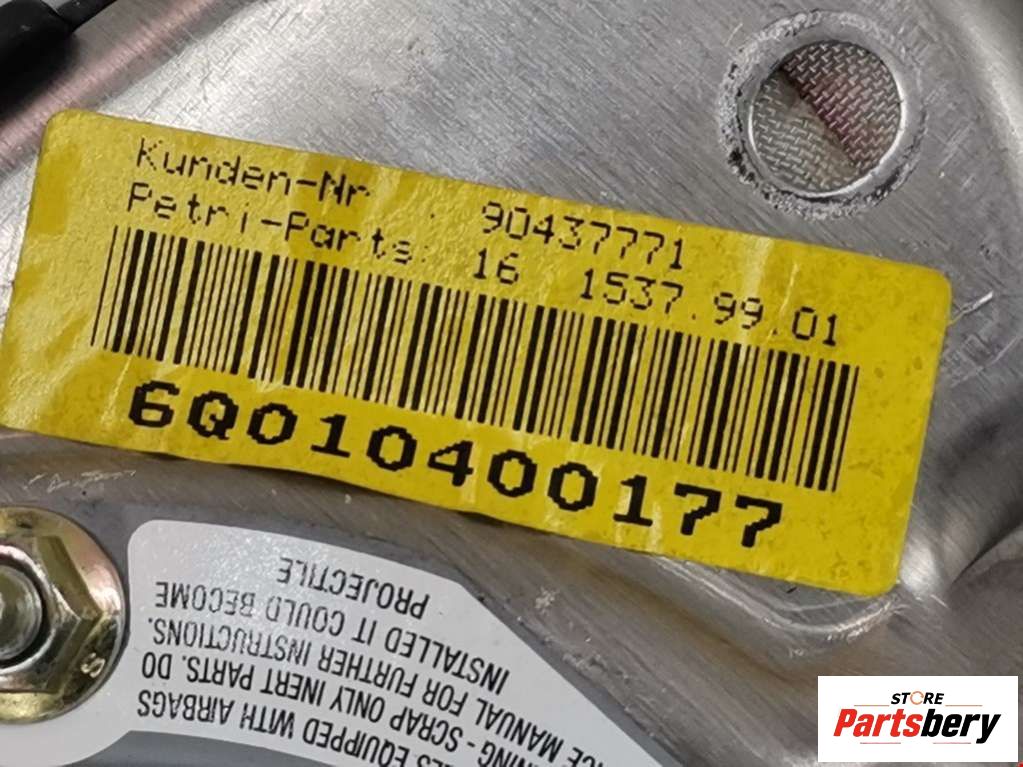 Kunden-Nr : 90437771
Petri-Parts: 16 1537.99.01
6Q010400177
EQUIPPED WITH AIRBAGS
- SCRAP ONLY INERT PARTS. DO
MANUAL FOR FURTHER INSTRUCTIONS.
INSTALLED IT COULD BECOME
PROJECTILE
STORE
Partsbery